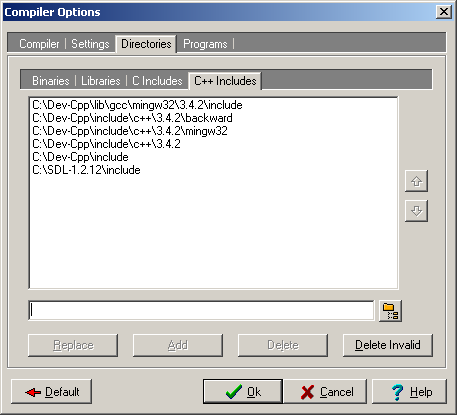 Compiler Options
Compiler Settings Directories Programs
Binaries Libraries C Includes C++ Includes
C:\Dev-Cpp\lib\gcc\mingw32\3.4.2\include
C:\Dev-Cpp\include\c++\3.4.2\backward
C:\Dev-Cpp\include\c++\3.4.2\mingw32
C:\Dev-Cpp\include\c++\3.4.2
C:\Dev-Cpp\include
C:\SDL-1.2.12\include
Replace Add Delete Delete Invalid
Default Ok Cancel Help